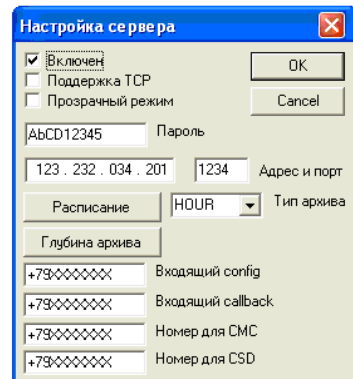 Настройка сервера
Включен
OK
Поддержка TCP
Прозрачный режим
Cancel
AbCD12345 Пароль
123 . 232 . 034 . 201 1234 Адрес и порт
Расписание HOUR Тип архива
Глубина архива
+79XXXXXXX Входящий config
+79XXXXXXX Входящий callback
+79XXXXXXX Номер для СМС
+79XXXXXXX Номер для CSD